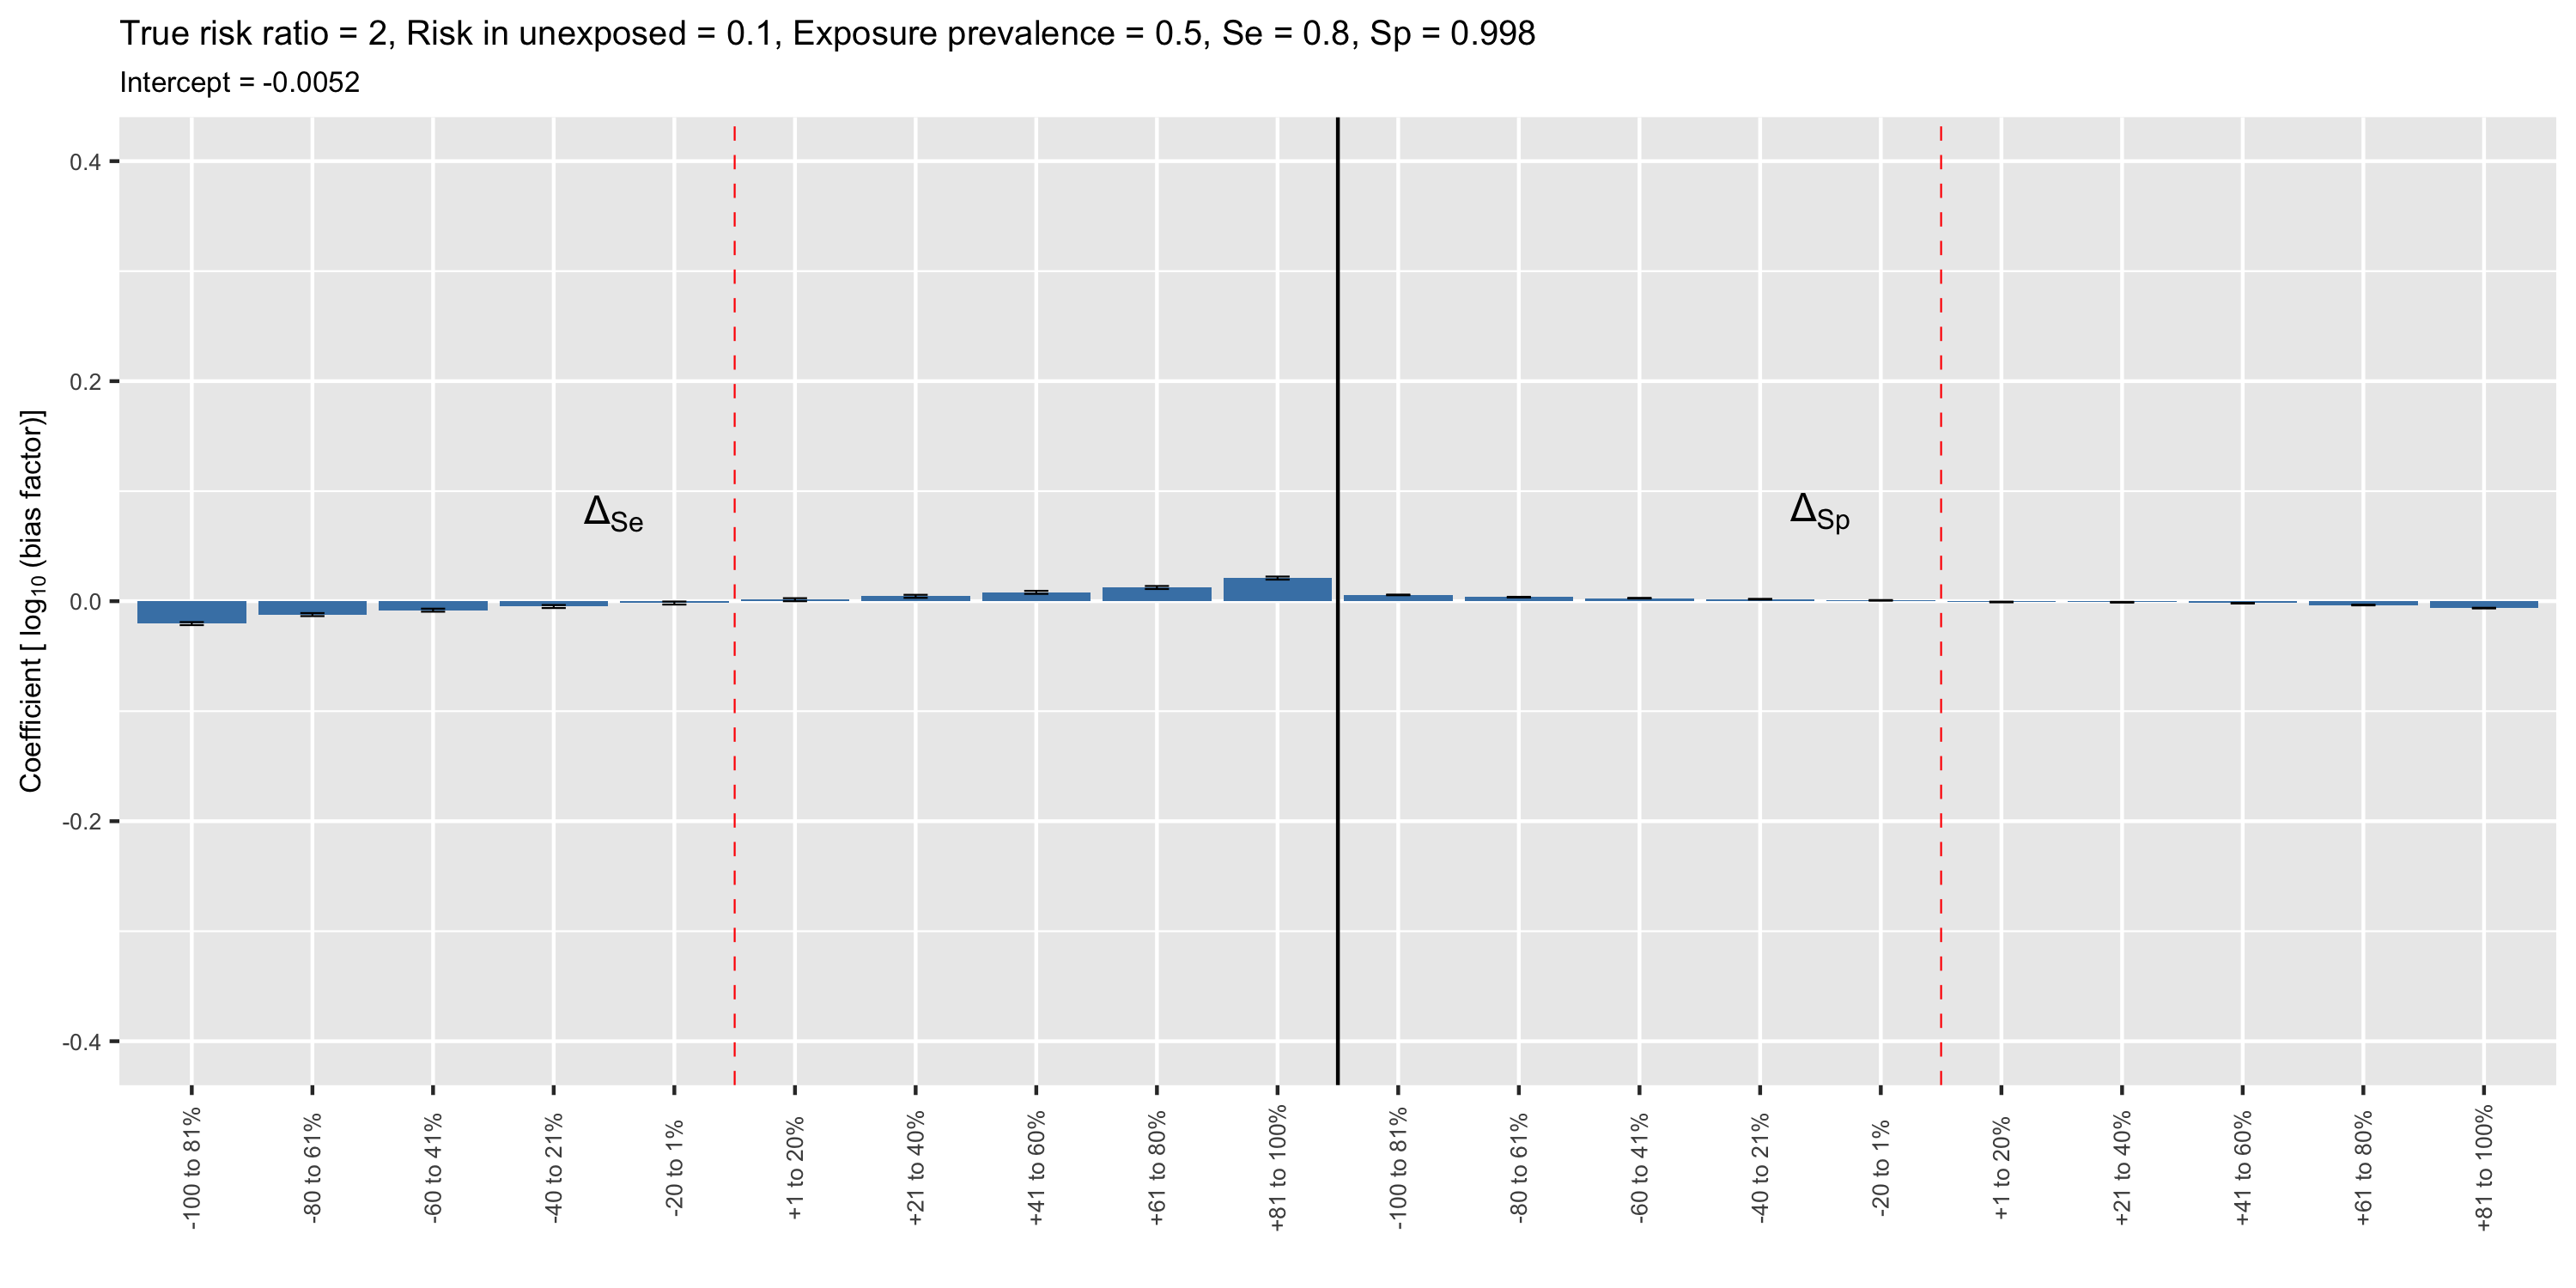 True risk ratio = 2, Risk in unexposed = 0.1, Exposure prevalence = 0.5, Se = 0.8, Sp = 0.998
Intercept = -0.0052
Coefficient [ log10 (bias factor)]
0.4
0.2
0.0
-0.2
-0.4
ΔSe
ΔSp
-100 to 81%
-80 to 61%
-60 to 41%
-40 to 21%
-20 to 1%
+1 to 20%
+21 to 40%
+41 to 60%
+61 to 80%
+81 to 100%
-100 to 81%
-80 to 61%
-60 to 41%
-40 to 21%
-20 to 1%
+1 to 20%
+21 to 40%
+41 to 60%
+61 to 80%
+81 to 100%